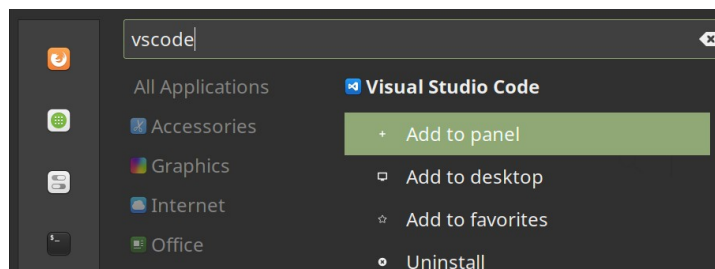 vscode
All Applications
Accessories
Graphics
Internet
Office
Visual Studio Code
Add to panel
Add to desktop
Add to favorites
Uninstall